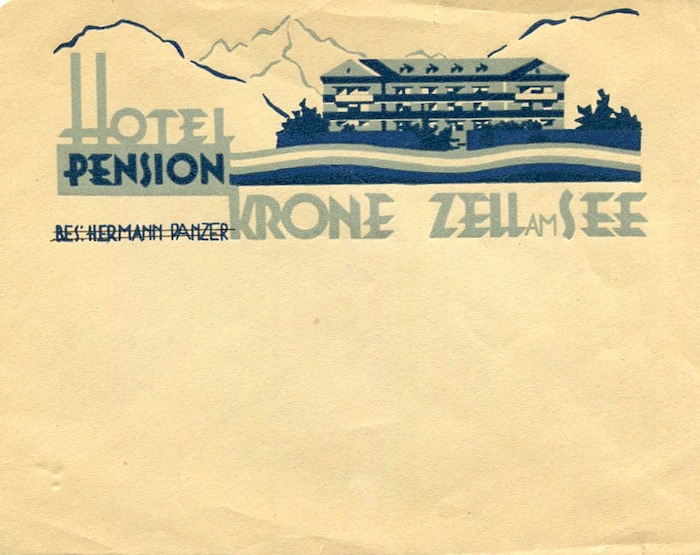 HOTEL
PENSION
KRONE ZELL AM SEE
BES: HERMANN PANZER